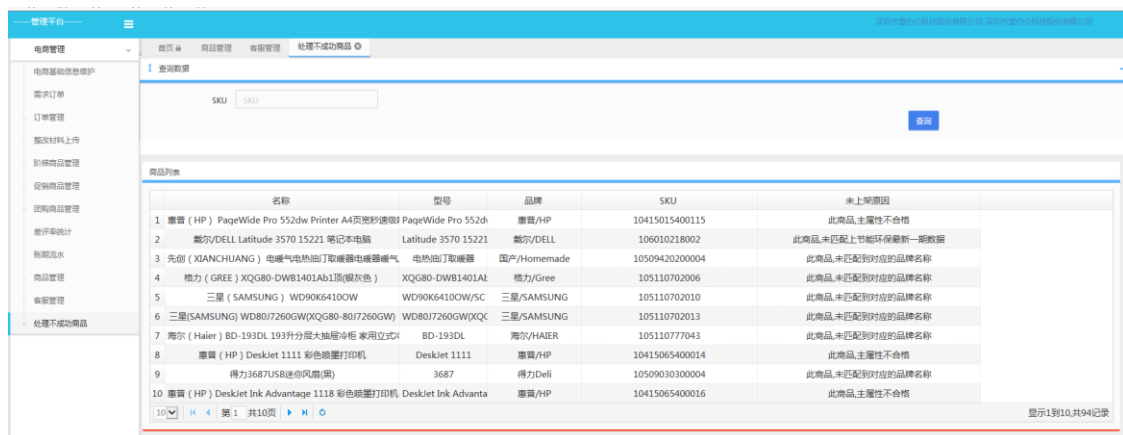 -----管理平台-----
深圳市壹办公科技股份有限公司-深圳市壹办公科技股份有限公司
电商管理
首页 商品管理 客服管理 处理不成功商品
电商基础信息维护
查询数据
需求订单
SKU SKU
订单管理
查询
整改材料上传
阶梯商品管理
商品列表
促销商品管理
团购商品管理
差评率统计
账期流水
商品管理
客服管理
处理不成功商品
名称 型号 品牌 SKU 未上架原因
1 惠普（HP）PageWide Pro 552dw Printer A4页宽秒速级 PageWide Pro 552dw 惠普/HP 10415015400115 此商品,主属性不合格
2 戴尔/DELL Latitude 3570 15221 笔记本电脑 Latitude 3570 15221 戴尔/DELL 106010218002 此商品,未匹配上节能环保最新一期数据
3 先创（XIANCHUANG）电暖气电热油汀取暖器电暖器暖气 电热油汀取暖器 国产/Homemade 10509420200004 此商品,未匹配到对应的品牌名称
4 格力（GREE）XQG80-DWB1401Ab1顶(银灰色) XQG80-DWB1401Ab 格力/Gree 105110702006 此商品,未匹配到对应的品牌名称
5 三星（SAMSUNG）WD90K6410OW WD90K6410OW/SC 三星/SAMSUNG 105110702010 此商品,未匹配到对应的品牌名称
6 三星(SAMSUNG) WD80J7260GW(XQG80-80J7260GW) WD80J7260GW(XQG 三星/SAMSUNG 105110702013 此商品,未匹配到对应的品牌名称
7 海尔（Haier）BD-193DL 193升分层大抽屉冷柜 家用立式冷 BD-193DL 海尔/HAIER 105110777043 此商品,未匹配到对应的品牌名称
8 惠普（HP）DeskJet 1111 彩色喷墨打印机 DeskJet 1111 惠普/HP 10415065400014 此商品,主属性不合格
9 得力3687USB迷你风扇(黑) 3687 得力Deli 10509030300004 此商品,未匹配到对应的品牌名称
10 惠普（HP）DeskJet Ink Advantage 1118 彩色喷墨打印机 DeskJet Ink Advanta 惠普/HP 10415065400016 此商品,主属性不合格
10 第 1 共10页 显示1到10,共94记录